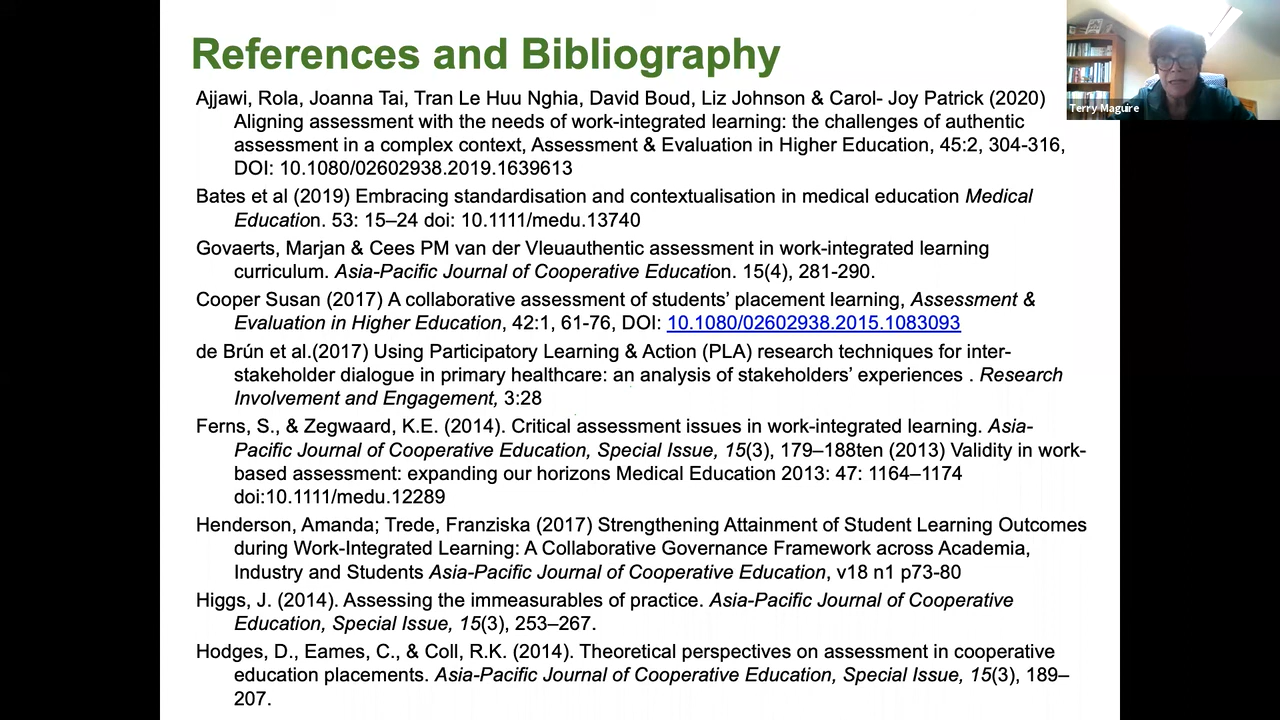 References and Bibliography
Terry Maguire
Ajjawi, Rola, Joanna Tai, Tran Le Huu Nghia, David Boud, Liz Johnson & Carol- Joy Patrick (2020)
Aligning assessment with the needs of work-integrated learning: the challenges of authentic
assessment in a complex context, Assessment & Evaluation in Higher Education, 45:2, 304-316,
DOI: 10.1080/02602938.2019.1639613
Bates et al (2019) Embracing standardisation and contextualisation in medical education Medical
Education. 53: 15–24 doi: 10.1111/medu.13740
Govaerts, Marjan & Cees PM van der Vleuauthentic assessment in work-integrated learning
curriculum. Asia-Pacific Journal of Cooperative Education. 15(4), 281-290.
Cooper Susan (2017) A collaborative assessment of students’ placement learning, Assessment &
Evaluation in Higher Education, 42:1, 61-76, DOI: 10.1080/02602938.2015.1083093
de Brún et al.(2017) Using Participatory Learning & Action (PLA) research techniques for inter-
stakeholder dialogue in primary healthcare: an analysis of stakeholders’ experiences . Research
Involvement and Engagement, 3:28
Ferns, S., & Zegwaard, K.E. (2014). Critical assessment issues in work-integrated learning. Asia-
Pacific Journal of Cooperative Education, Special Issue, 15(3), 179–188ten (2013) Validity in work-
based assessment: expanding our horizons Medical Education 2013: 47: 1164–1174
doi:10.1111/medu.12289
Henderson, Amanda; Trede, Franziska (2017) Strengthening Attainment of Student Learning Outcomes
during Work-Integrated Learning: A Collaborative Governance Framework across Academia,
Industry and Students Asia-Pacific Journal of Cooperative Education, v18 n1 p73-80
Higgs, J. (2014). Assessing the immeasurables of practice. Asia-Pacific Journal of Cooperative
Education, Special Issue, 15(3), 253–267.
Hodges, D., Eames, C., & Coll, R.K. (2014). Theoretical perspectives on assessment in cooperative
education placements. Asia-Pacific Journal of Cooperative Education, Special Issue, 15(3), 189–
207.